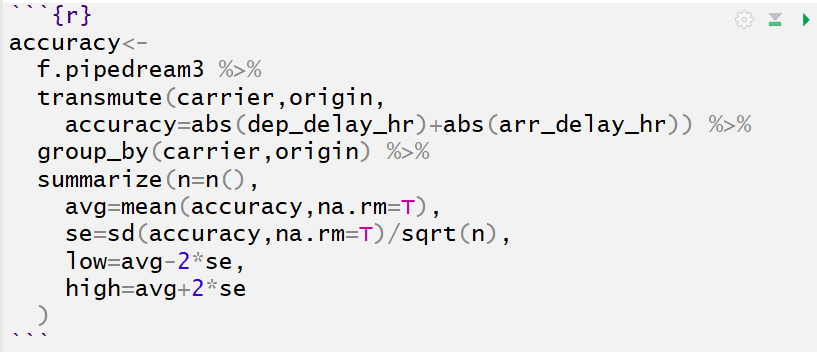 ```{r}
accuracy<-
  f.pipedream3 %>%
  transmute(carrier,origin,
    accuracy=abs(dep_delay_hr)+abs(arr_delay_hr)) %>%
  group_by(carrier,origin) %>%
  summarize(n=n(),
    avg=mean(accuracy,na.rm=T),
    se=sd(accuracy,na.rm=T)/sqrt(n),
    low=avg-2*se,
    high=avg+2*se
  )
```